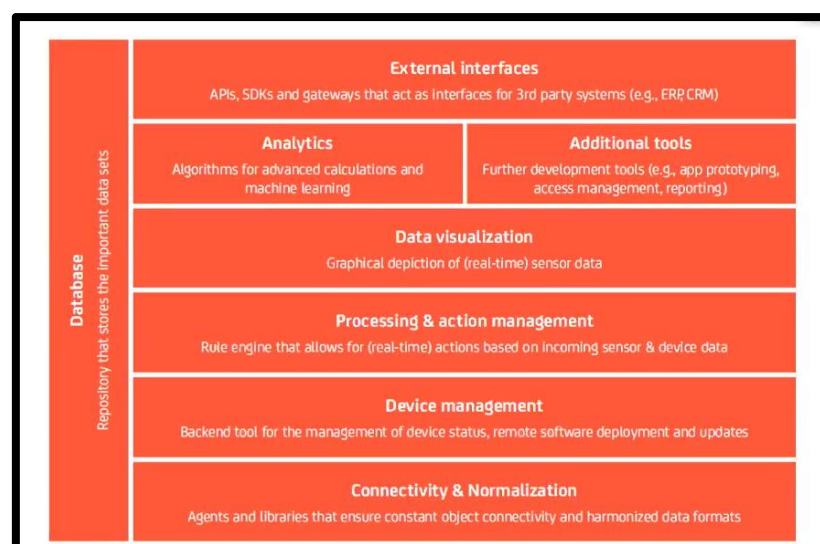 Database
Repository that stores the important data sets
External interfaces
APIs, SDKs and gateways that act as interfaces for 3rd party systems (e.g., ERP, CRM)
Analytics
Algorithms for advanced calculations and
machine learning
Additional tools
Further development tools (e.g., app prototyping,
access management, reporting)
Data visualization
Graphical depiction of (real-time) sensor data
Processing & action management
Rule engine that allows for (real-time) actions based on incoming sensor & device data
Device management
Backend tool for the management of device status, remote software deployment and updates
Connectivity & Normalization
Agents and libraries that ensure constant object connectivity and harmonized data formats